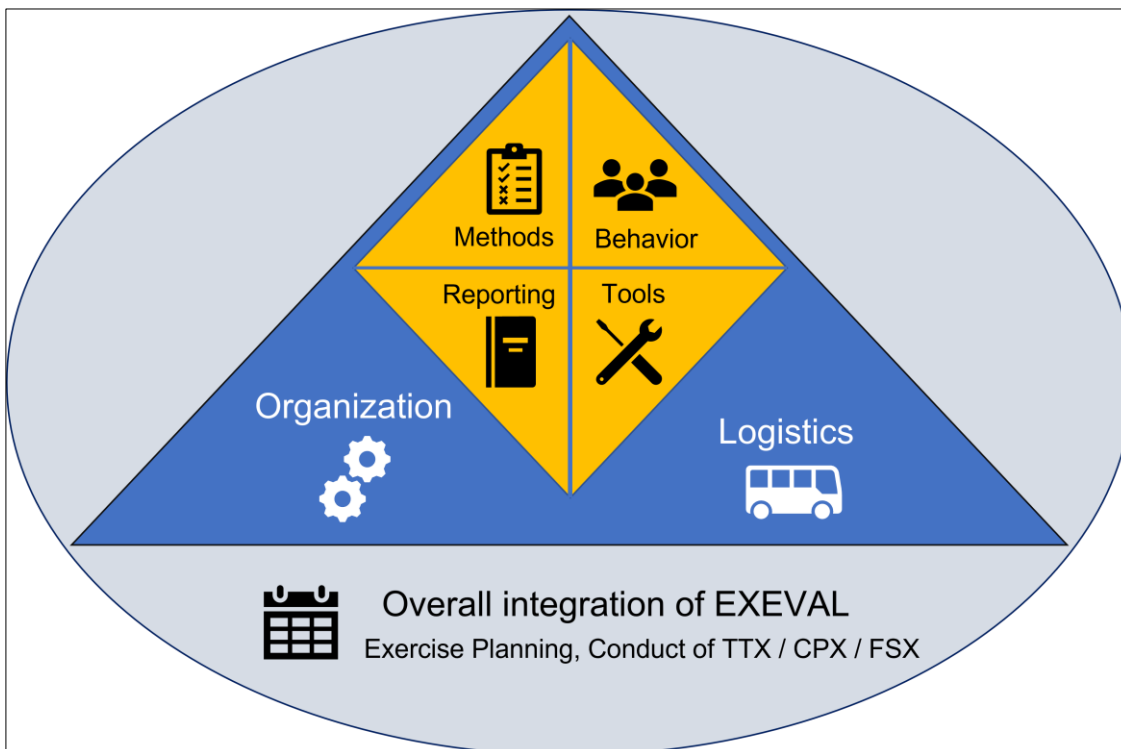 Methods
Behavior
Reporting
Tools
Organization
Logistics
Overall integration of EXEVAL
Exercise Planning, Conduct of TTX / CPX / FSX